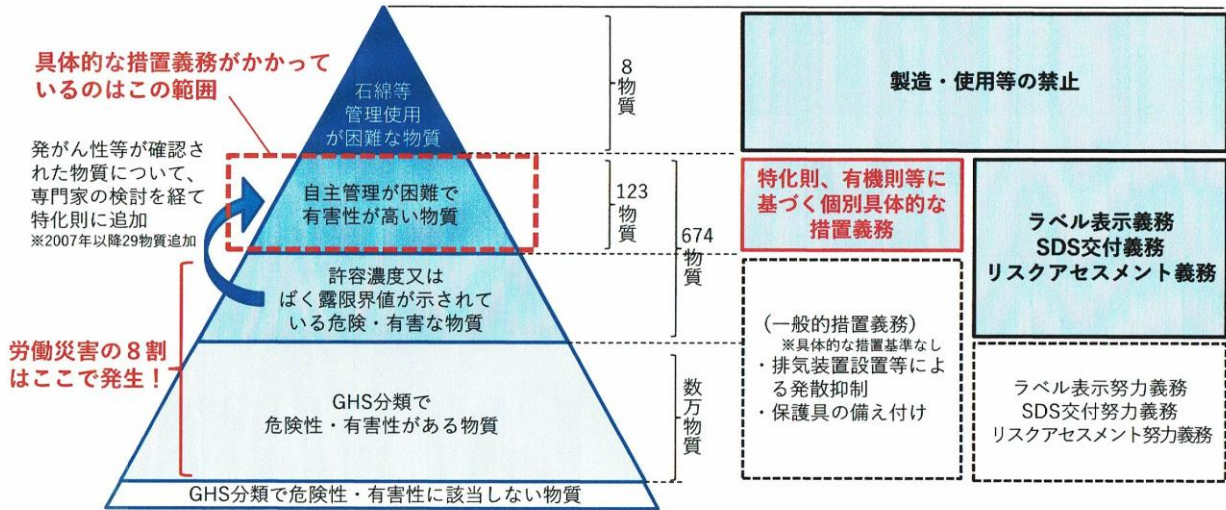 具体的な措置義務がかかって
いるのはこの範囲
発がん性等が確認さ
れた物質について、
専門家の検討を経て
特化則に追加
※2007年以降29物質追加
労働災害の8割
はここで発生！
石綿等
管理使用
が困難な物質
自主管理が困難で
有害性が高い物質
許容濃度又は
ばく露限界値が示されて
いる危険・有害な物質
GHS分類で
危険性・有害性がある物質
GHS分類で危険性・有害性に該当しない物質
8物質
123物質
674物質
数万物質
製造・使用等の禁止
特化則、有機則等に
基づく個別具体的な
措置義務
ラベル表示義務
SDS交付義務
リスクアセスメント義務
（一般的措置義務）
※具体的な措置基準なし
・排気装置設置等によ
る発散抑制
・保護具の備え付け
ラベル表示努力義務
SDS交付努力義務
リスクアセスメント努力義務